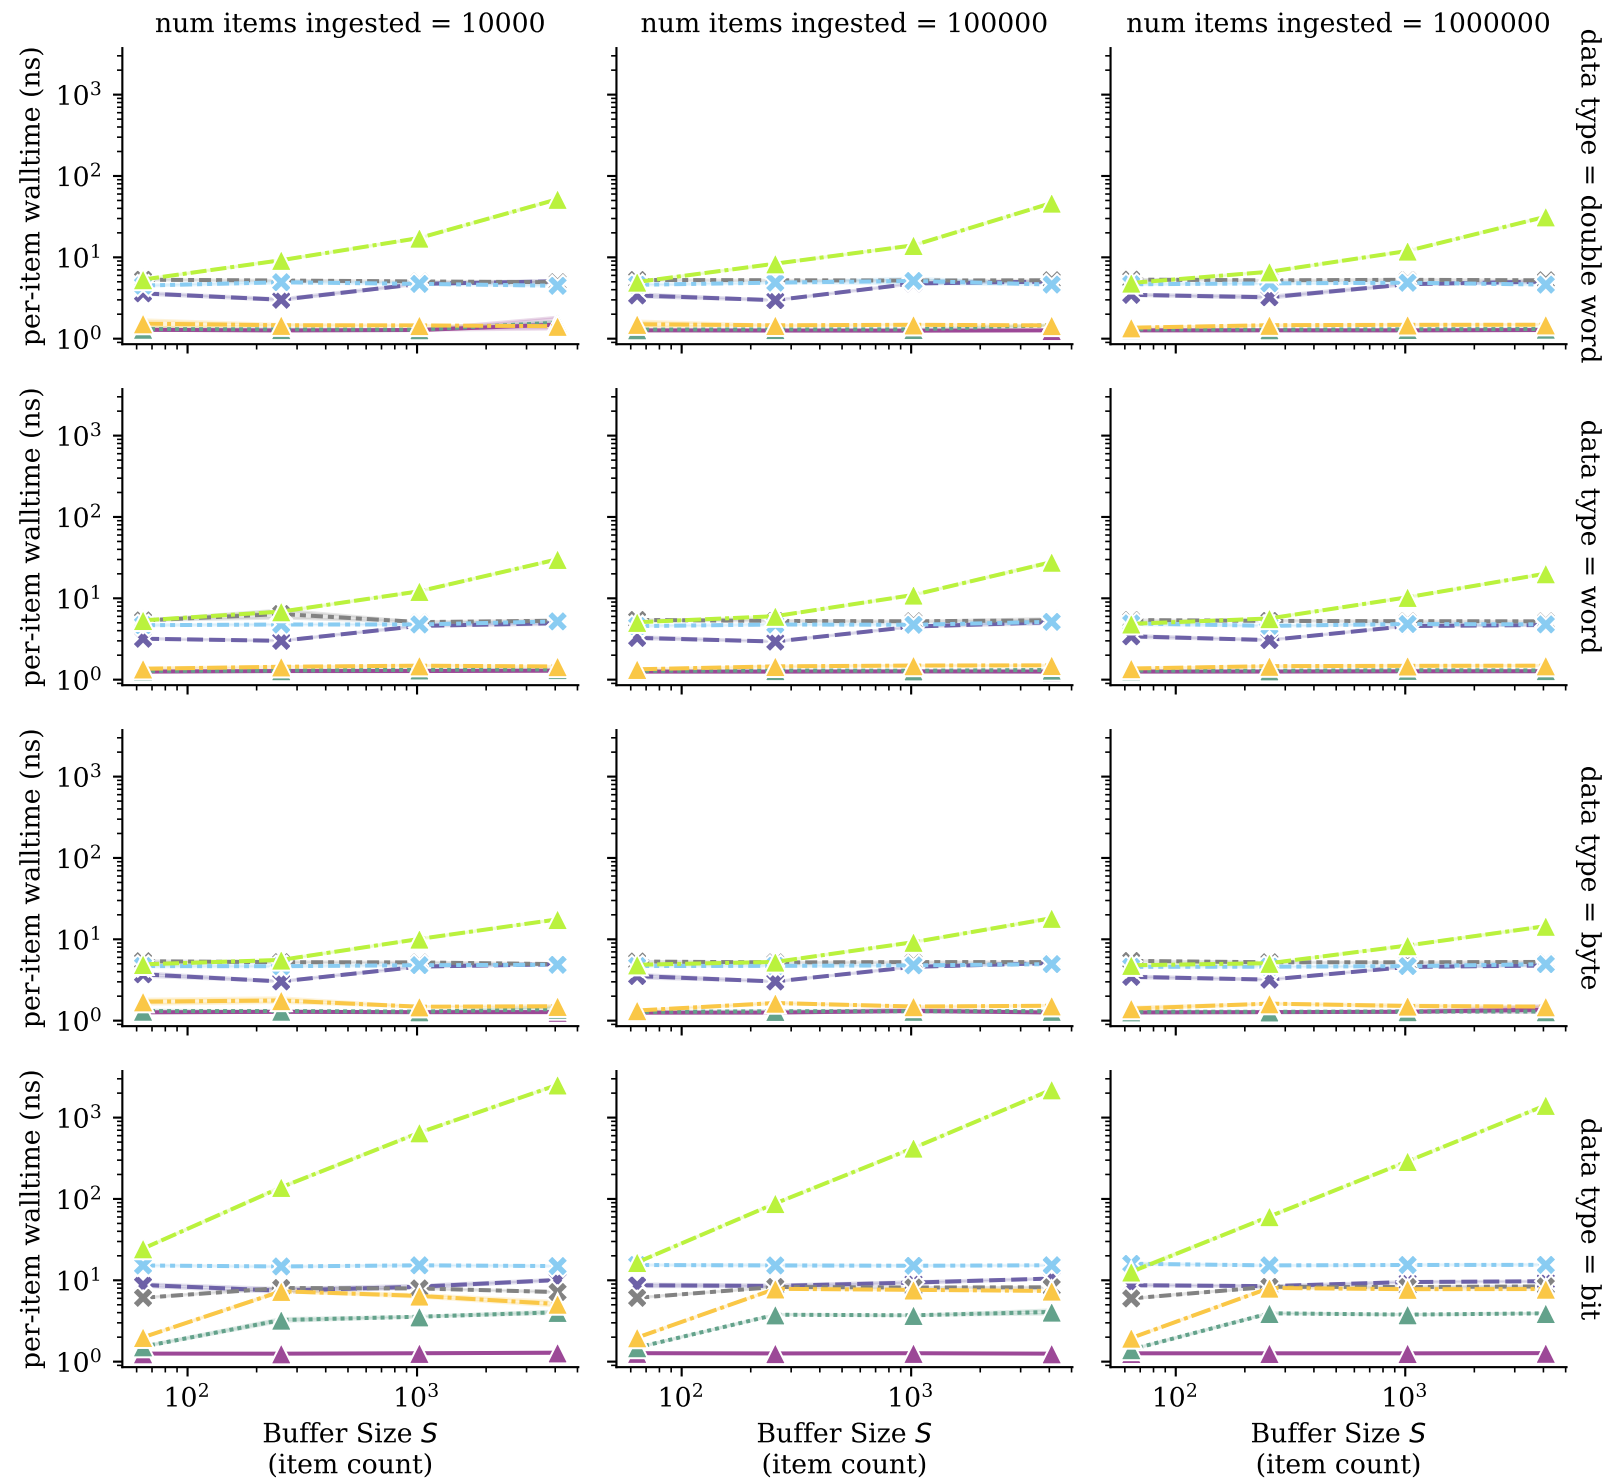 num items ingested = 10000
num items ingested = 100000
num items ingested = 1000000
per-item walltime (ns)
10³
10²
10¹
10⁰
data type = double word
per-item walltime (ns)
10³
10²
10¹
10⁰
data type = word
per-item walltime (ns)
10³
10²
10¹
10⁰
data type = byte
per-item walltime (ns)
10³
10²
10¹
10⁰
data type = bit
10² 10³
10² 10³
10² 10³
Buffer Size S
(item count)
Buffer Size S
(item count)
Buffer Size S
(item count)